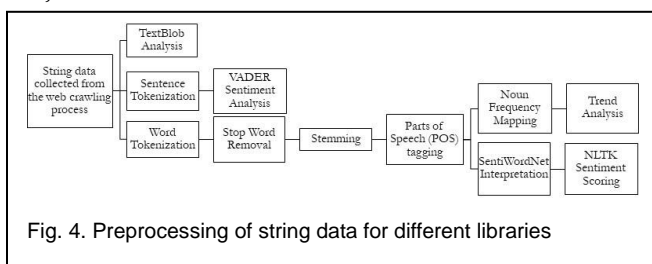 TextBlob
Analysis
String data
collected from
the web crawling
process
Sentence
Tokenization
VADER
Sentiment
Analysis
Word
Tokenization
Stop Word
Removal
Stemming
Parts of
Speech (POS)
tagging
Noun
Frequency
Mapping
Trend
Analysis
SentiWordNet
Interpretation
NLTK
Sentiment
Scoring
Fig. 4. Preprocessing of string data for different libraries